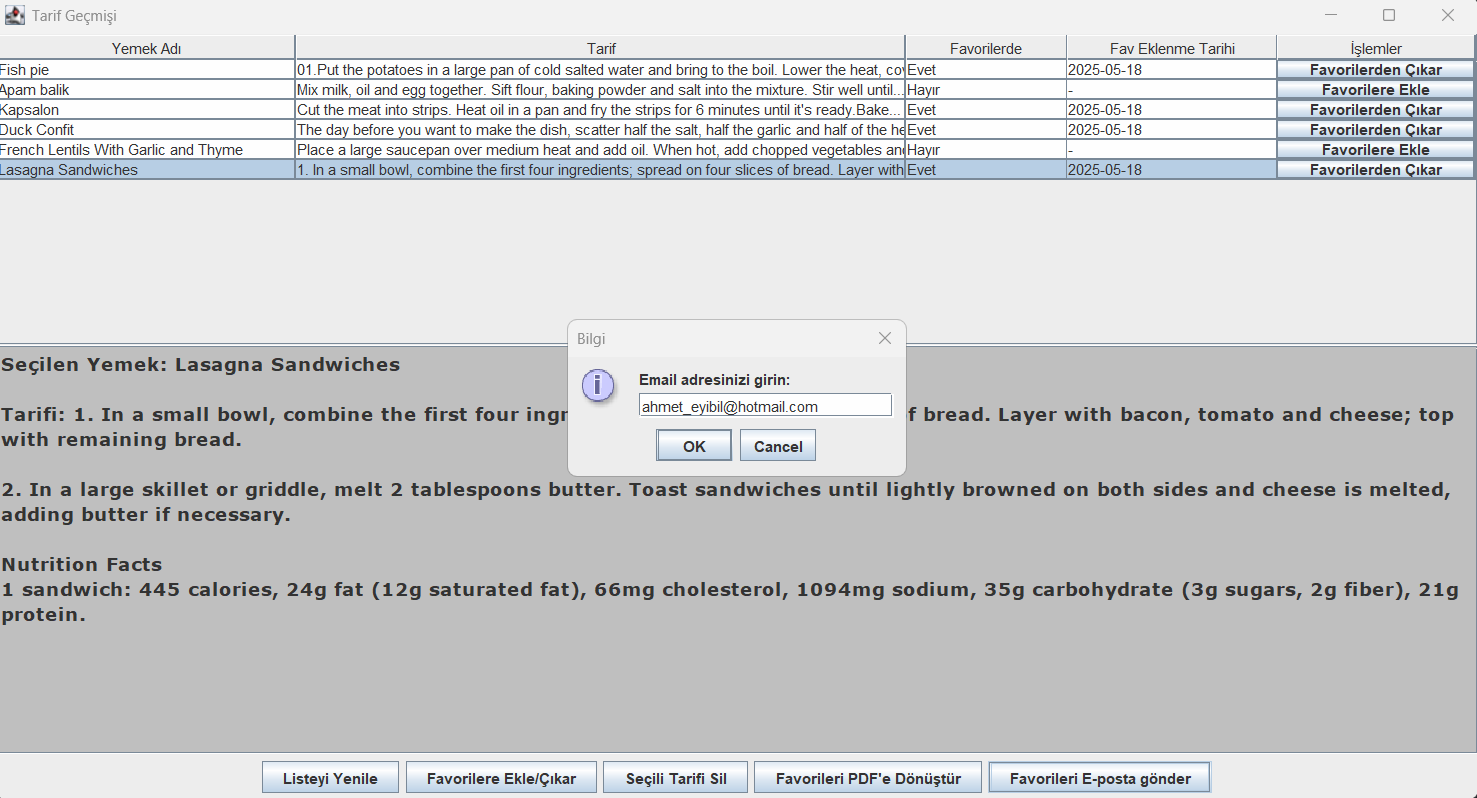 Tarif Geçmişi
Yemek Adı Tarif Favorilerde Fav Eklenme Tarihi İşlemler
Fish pie 01.Put the potatoes in a large pan of cold salted water and bring to the boil. Lower the heat, cov Evet 2025-05-18 Favorilerden Çıkar
Apam balik Mix milk, oil and egg together. Sift flour, baking powder and salt into the mixture. Stir well until... Hayır - Favorilere Ekle
Kapsalon Cut the meat into strips. Heat oil in a pan and fry the strips for 6 minutes until it's ready.Bake... Evet 2025-05-18 Favorilerden Çıkar
Duck Confit The day before you want to make the dish, scatter half the salt, half the garlic and half of the he Evet 2025-05-18 Favorilerden Çıkar
French Lentils With Garlic and Thyme Place a large saucepan over medium heat and add oil. When hot, add chopped vegetables and Hayır - Favorilere Ekle
Lasagna Sandwiches 1. In a small bowl, combine the first four ingredients; spread on four slices of bread. Layer with Evet 2025-05-18 Favorilerden Çıkar
Bilgi
Email adresinizi girin:
ahmet_eyibil@hotmail.com
OK Cancel
Seçilen Yemek: Lasagna Sandwiches
Tarifi: 1. In a small bowl, combine the first four ingr f bread. Layer with bacon, tomato and cheese; top
with remaining bread.
2. In a large skillet or griddle, melt 2 tablespoons butter. Toast sandwiches until lightly browned on both sides and cheese is melted,
adding butter if necessary.
Nutrition Facts
1 sandwich: 445 calories, 24g fat (12g saturated fat), 66mg cholesterol, 1094mg sodium, 35g carbohydrate (3g sugars, 2g fiber), 21g
protein.
Listeyi Yenile Favorilere Ekle/Çıkar Seçili Tarifi Sil Favorileri PDF'e Dönüştür Favorileri E-posta gönder